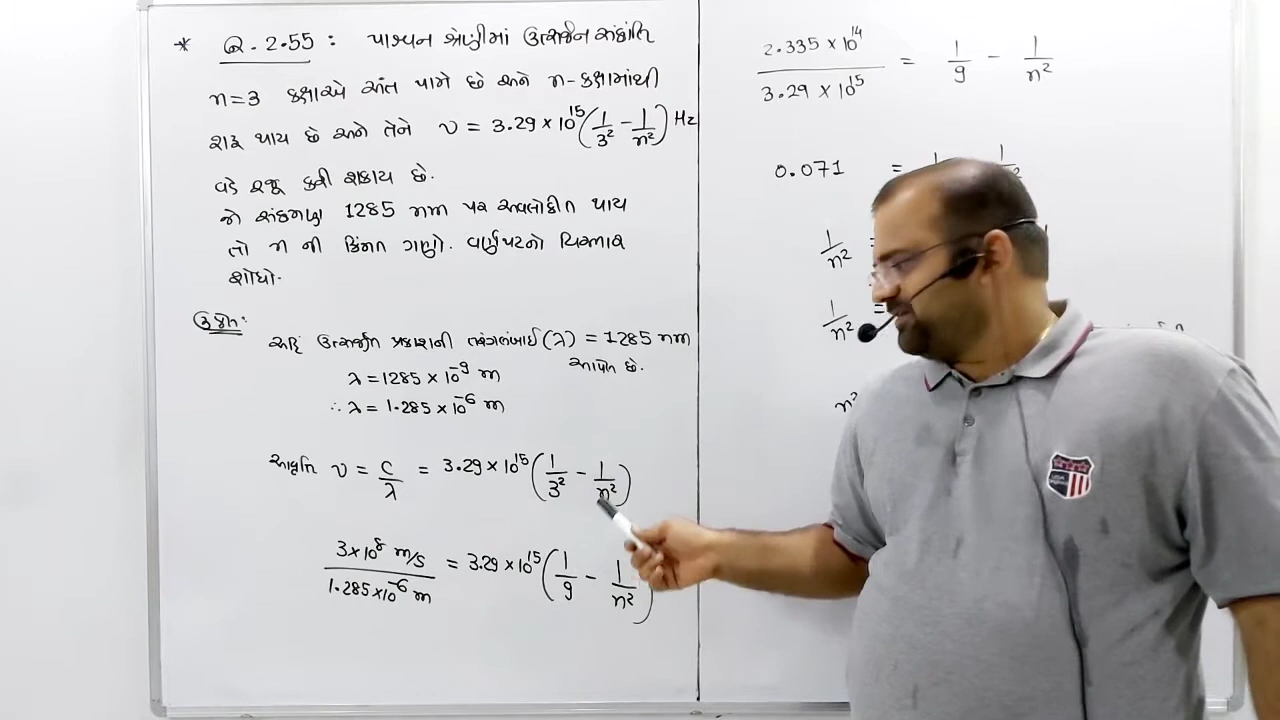 * Q. 2.55 : પાશ્ચન શ્રેણીમાં ઉત્સર્જન સંક્રાંતિ
n=3 કક્ષાએ અંત પામે છે અને n-કક્ષામાંથી
શરૂ થાય છે અને તેને ν = 3.29 × 10¹⁵ (1/3² − 1/n²) Hz
વડે રજૂ કરી શકાય છે.
જો સંક્રમણ 1285 nm પર અવલોકીત થાય
તો n ની કિંમત ગણો. વર્ણપટનો વિસ્તાર
શોધો.
ઉકેલ:
અહીં ઉત્સર્જીત પ્રકાશની તરંગલંબાઈ (λ) = 1285 nm
આપેલ છે.
λ = 1285 × 10⁻⁹ m
∴ λ = 1.285 × 10⁻⁶ m
આવૃત્તિ ν = c/λ = 3.29 × 10¹⁵ (1/3² − 1/n²)
3×10⁸ m/s / 1.285×10⁻⁶ m = 3.29 × 10¹⁵ (1/9 − 1/n²)
2.335 × 10¹⁴ / 3.29 × 10¹⁵ = 1/9 − 1/n²
0.071 =
1/n² =
1/n² =
n²